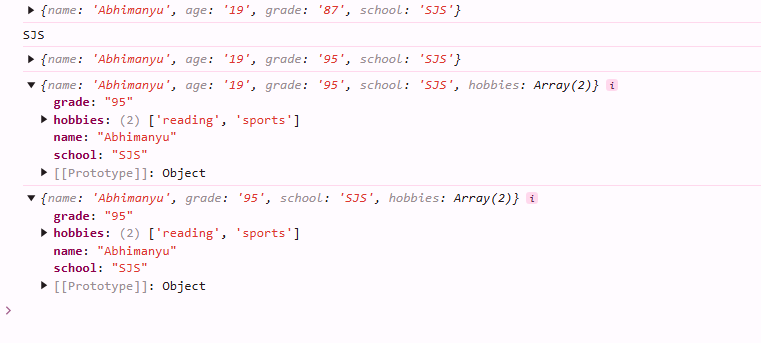 {name: 'Abhimanyu', age: '19', grade: '87', school: 'SJS'}
SJS
{name: 'Abhimanyu', age: '19', grade: '95', school: 'SJS'}
{name: 'Abhimanyu', age: '19', grade: '95', school: 'SJS', hobbies: Array(2)} i
grade: "95"
hobbies: (2) ['reading', 'sports']
name: "Abhimanyu"
school: "SJS"
[[Prototype]]: Object
{name: 'Abhimanyu', grade: '95', school: 'SJS', hobbies: Array(2)} i
grade: "95"
hobbies: (2) ['reading', 'sports']
name: "Abhimanyu"
school: "SJS"
[[Prototype]]: Object